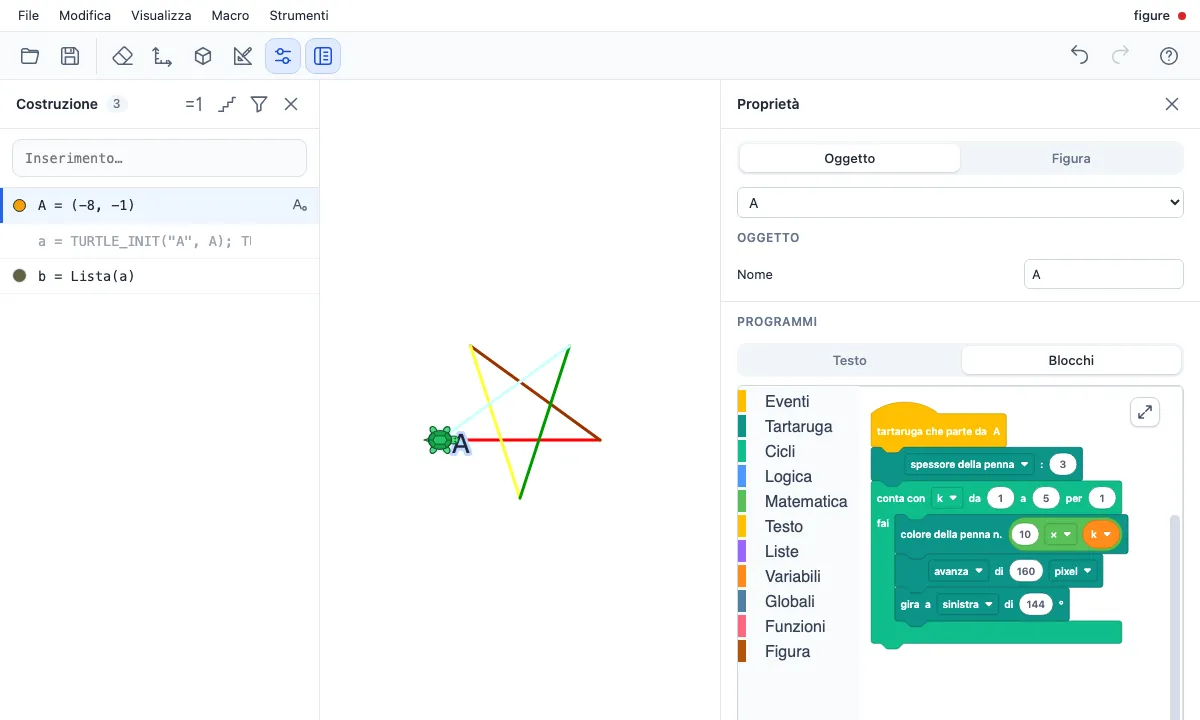 File Modifica Visualizza Macro Strumenti figure
Costruzione 3 =1
Inserimento…
A = (−8, −1) A
a = TURTLE_INIT("A", A); TU
b = Lista(a)
A
Proprietà
Oggetto Figura
A
OGGETTO
Nome A
PROGRAMMI
Testo Blocchi
Eventi
Tartaruga
Cicli
Logica
Matematica
Testo
Liste
Variabili
Globali
Funzioni
Figura
tartaruga che parte da A
spessore della penna : 3
conta con k da 1 a 5 per 1
fai
colore della penna n. 10 × k
avanza di 160 pixel
gira a sinistra di 144 °